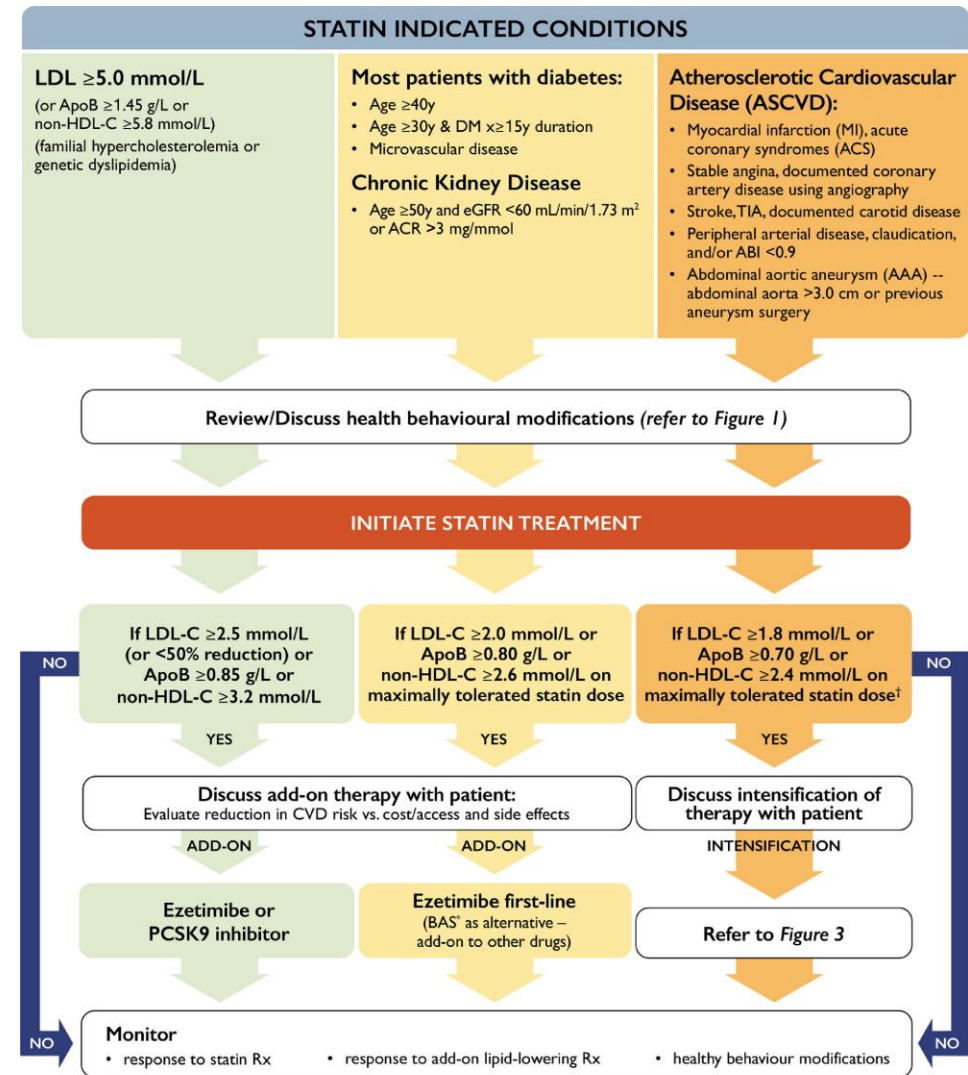 STATIN INDICATED CONDITIONS
LDL ≥5.0 mmol/L
(or ApoB ≥1.45 g/L or
non-HDL-C ≥5.8 mmol/L)
(familial hypercholesterolemia or
genetic dyslipidemia)
Most patients with diabetes:
• Age ≥40y
• Age ≥30y & DM x≥15y duration
• Microvascular disease
Chronic Kidney Disease
• Age ≥50y and eGFR <60 mL/min/1.73 m²
or ACR >3 mg/mmol
Atherosclerotic Cardiovascular
Disease (ASCVD):
• Myocardial infarction (MI), acute
coronary syndromes (ACS)
• Stable angina, documented coronary
artery disease using angiography
• Stroke, TIA, documented carotid disease
• Peripheral arterial disease, claudication,
and/or ABI <0.9
• Abdominal aortic aneurysm (AAA) --
abdominal aorta >3.0 cm or previous
aneurysm surgery
Review/Discuss health behavioural modifications (refer to Figure 1)
INITIATE STATIN TREATMENT
If LDL-C ≥2.5 mmol/L
(or <50% reduction) or
ApoB ≥0.85 g/L or
non-HDL-C ≥3.2 mmol/L
If LDL-C ≥2.0 mmol/L or
ApoB ≥0.80 g/L or
non-HDL-C ≥2.6 mmol/L on
maximally tolerated statin dose
If LDL-C ≥1.8 mmol/L or
ApoB ≥0.70 g/L or
non-HDL-C ≥2.4 mmol/L on
maximally tolerated statin dose†
NO
NO
YES
YES
YES
Discuss add-on therapy with patient:
Evaluate reduction in CVD risk vs. cost/access and side effects
Discuss intensification of
therapy with patient
ADD-ON
ADD-ON
INTENSIFICATION
Ezetimibe or
PCSK9 inhibitor
Ezetimibe first-line
(BAS* as alternative –
add-on to other drugs)
Refer to Figure 3
NO
NO
Monitor
• response to statin Rx
• response to add-on lipid-lowering Rx
• healthy behaviour modifications